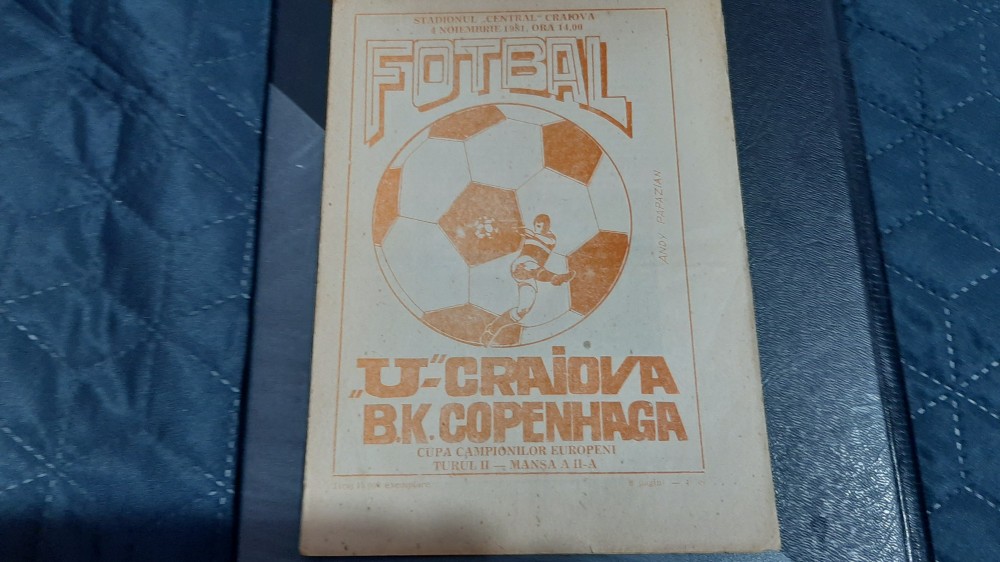 STADIONUL „CENTRAL“ CRAIOVA
4 NOIEMBRIE 1981, ORA 14,00
FOTBAL
ANDY PAPAZIAN
„U“-CRAIOVA
B.K. COPENHAGA
CUPA CAMPIONILOR EUROPENI
TURUL II — MANȘA A II-A